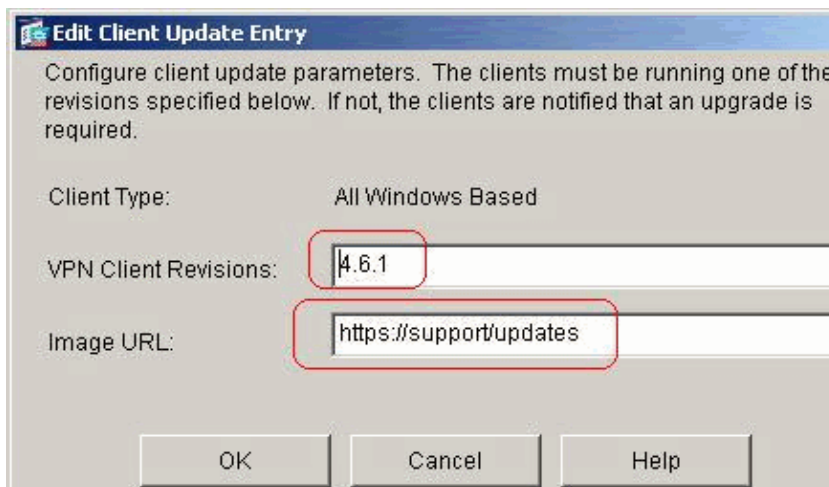 Edit Client Update Entry
Configure client update parameters. The clients must be running one of the
revisions specified below. If not, the clients are notified that an upgrade is
required.
Client Type: All Windows Based
VPN Client Revisions: 4.6.1
Image URL: https://support/updates
OK Cancel Help